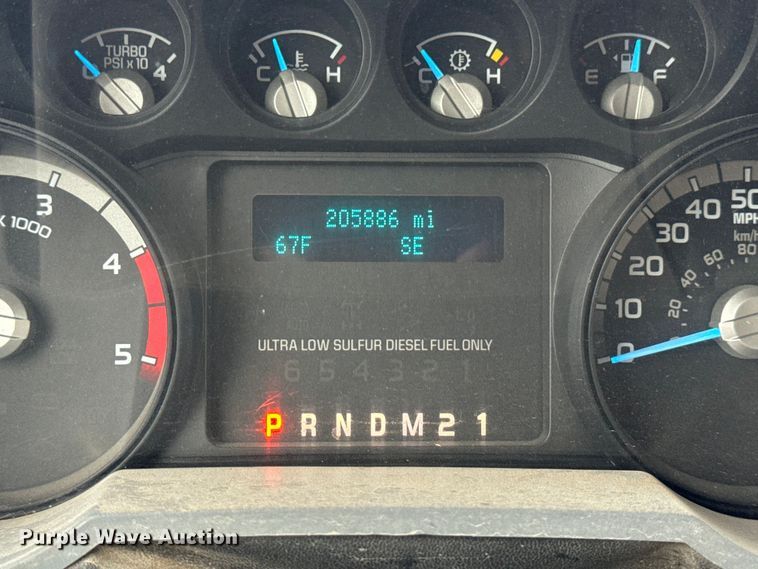 TURBO
PSI x 10
0 4
C H
C H
E F
3
X 1000
4
5
205886 mi
67F SE
ULTRA LOW SULFUR DIESEL FUEL ONLY
6 5 4 3 2 1
P R N D M 2 1
50
MPH
km/h
80
40
30
60
20
40
10
20
0
Purple Wave Auction